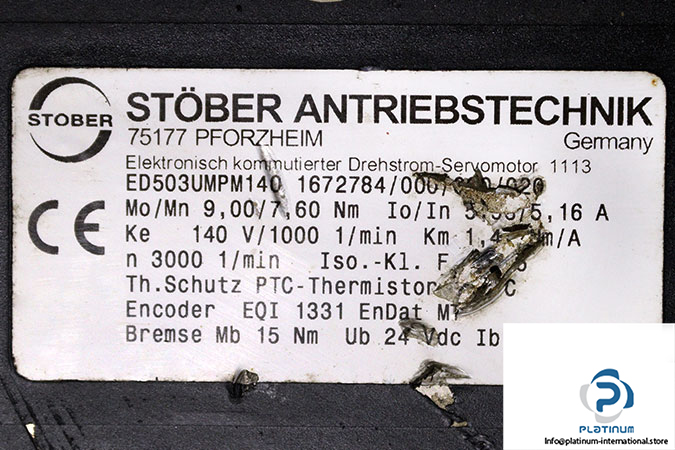 STÖBER
STÖBER ANTRIEBSTECHNIK
75177 PFORZHEIM Germany
Elektronisch kommutierter Drehstrom-Servomotor 1113
ED503UMPM140 1672784/000/
Mo/Mn 9,00/7,60 Nm Io/In 5,16 A
Ke 140 V/1000 1/min Km
n 3000 1/min Iso.-Kl. F
Th.Schutz PTC-Thermistor
Encoder EQI 1331 EnDat
Bremse Mb 15 Nm Ub 24 Vdc Ib
CE
PLATINUM
Info@platinum-international.store